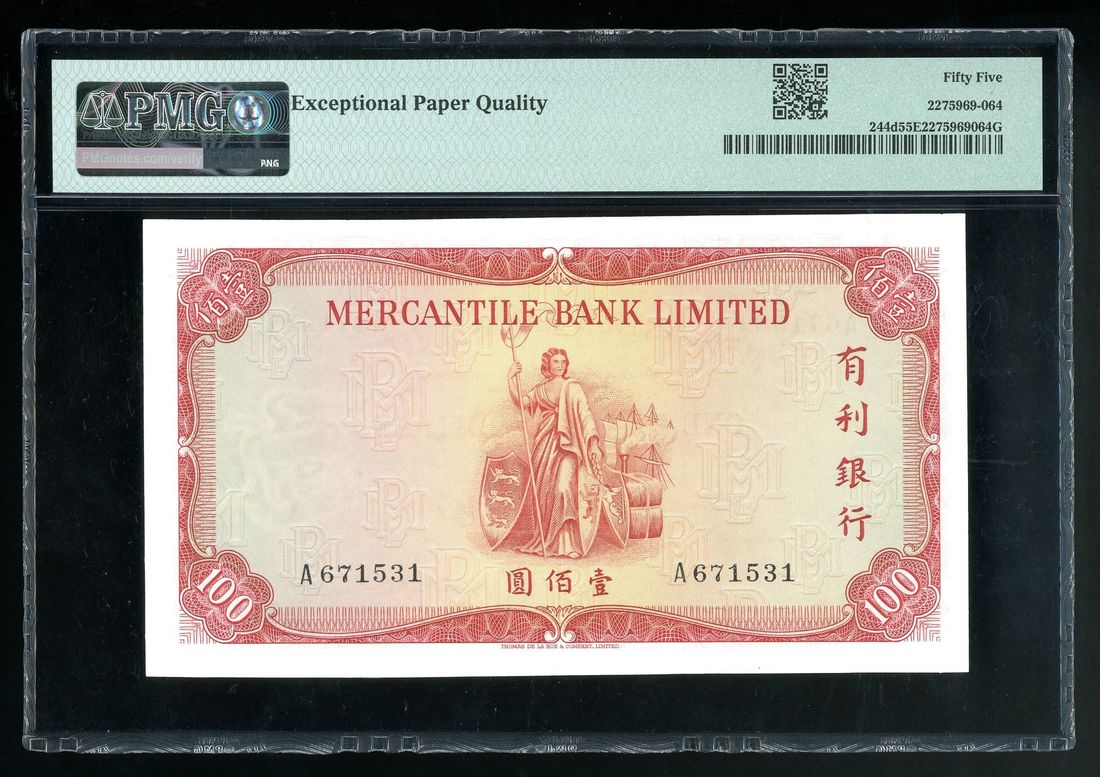 PMG
PMGnotes.com/verify
PNG
Exceptional Paper Quality
Fifty Five
2275969-064
244d55E2275969064G
佰壹
佰壹
MERCANTILE BANK LIMITED
有利銀行
A671531
A671531
圓佰壹
100
100
THOMAS DE LA RUE & COMPANY, LIMITED.